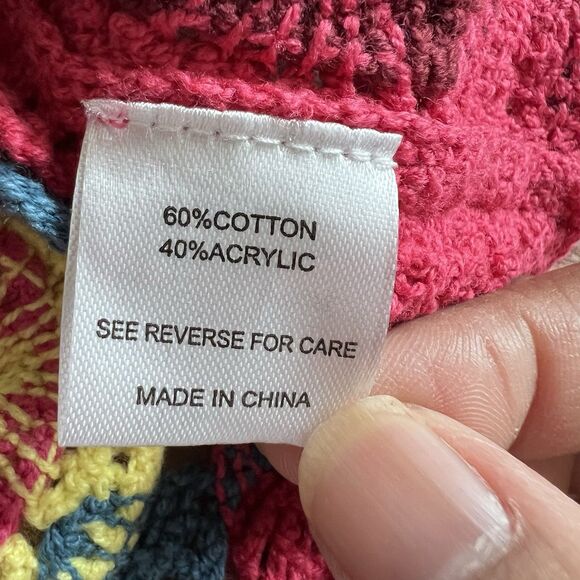 60%COTTON
40%ACRYLIC
SEE REVERSE FOR CARE
MADE IN CHINA